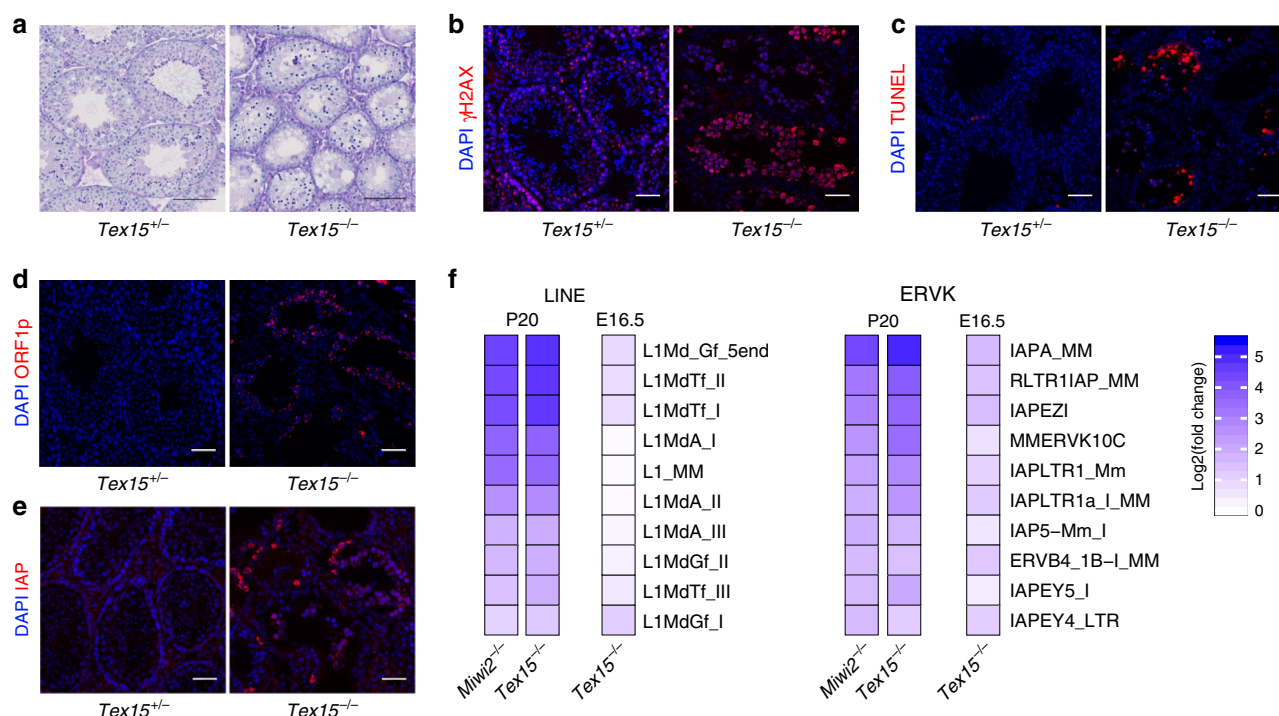 a
Tex15+/–
Tex15–/–
b
DAPI γH2AX
Tex15+/–
Tex15–/–
c
DAPI TUNEL
Tex15+/–
Tex15–/–
d
DAPI ORF1p
Tex15+/–
Tex15–/–
e
DAPI IAP
Tex15+/–
Tex15–/–
f
LINE
P20
E16.5
L1Md_Gf_5end
L1MdTf_II
L1MdTf_I
L1MdA_I
L1_MM
L1MdA_II
L1MdA_III
L1MdGf_II
L1MdTf_III
L1MdGf_I
Miwi2–/–
Tex15–/–
Tex15–/–
ERVK
P20
E16.5
IAPA_MM
RLTR1IAP_MM
IAPEZI
MMERVK10C
IAPLTR1_Mm
IAPLTR1a_I_MM
IAP5−Mm_I
ERVB4_1B−I_MM
IAPEY5_I
IAPEY4_LTR
Miwi2–/–
Tex15–/–
Tex15–/–
Log2(fold change)
5
4
3
2
1
0